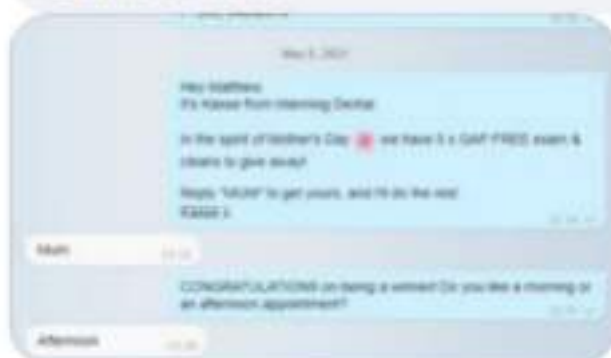 Hey Matthew,
It's Kassie from Manning Dental
In the spirit of Mother's Day we have 5 x GAP FREE exam &
cleans to give away!
Reply "MUM" to get yours, and I'll do the rest
Mum
CONGRATULATIONS on being a winner! Do you like a morning or
an afternoon appointment?
Afternoon